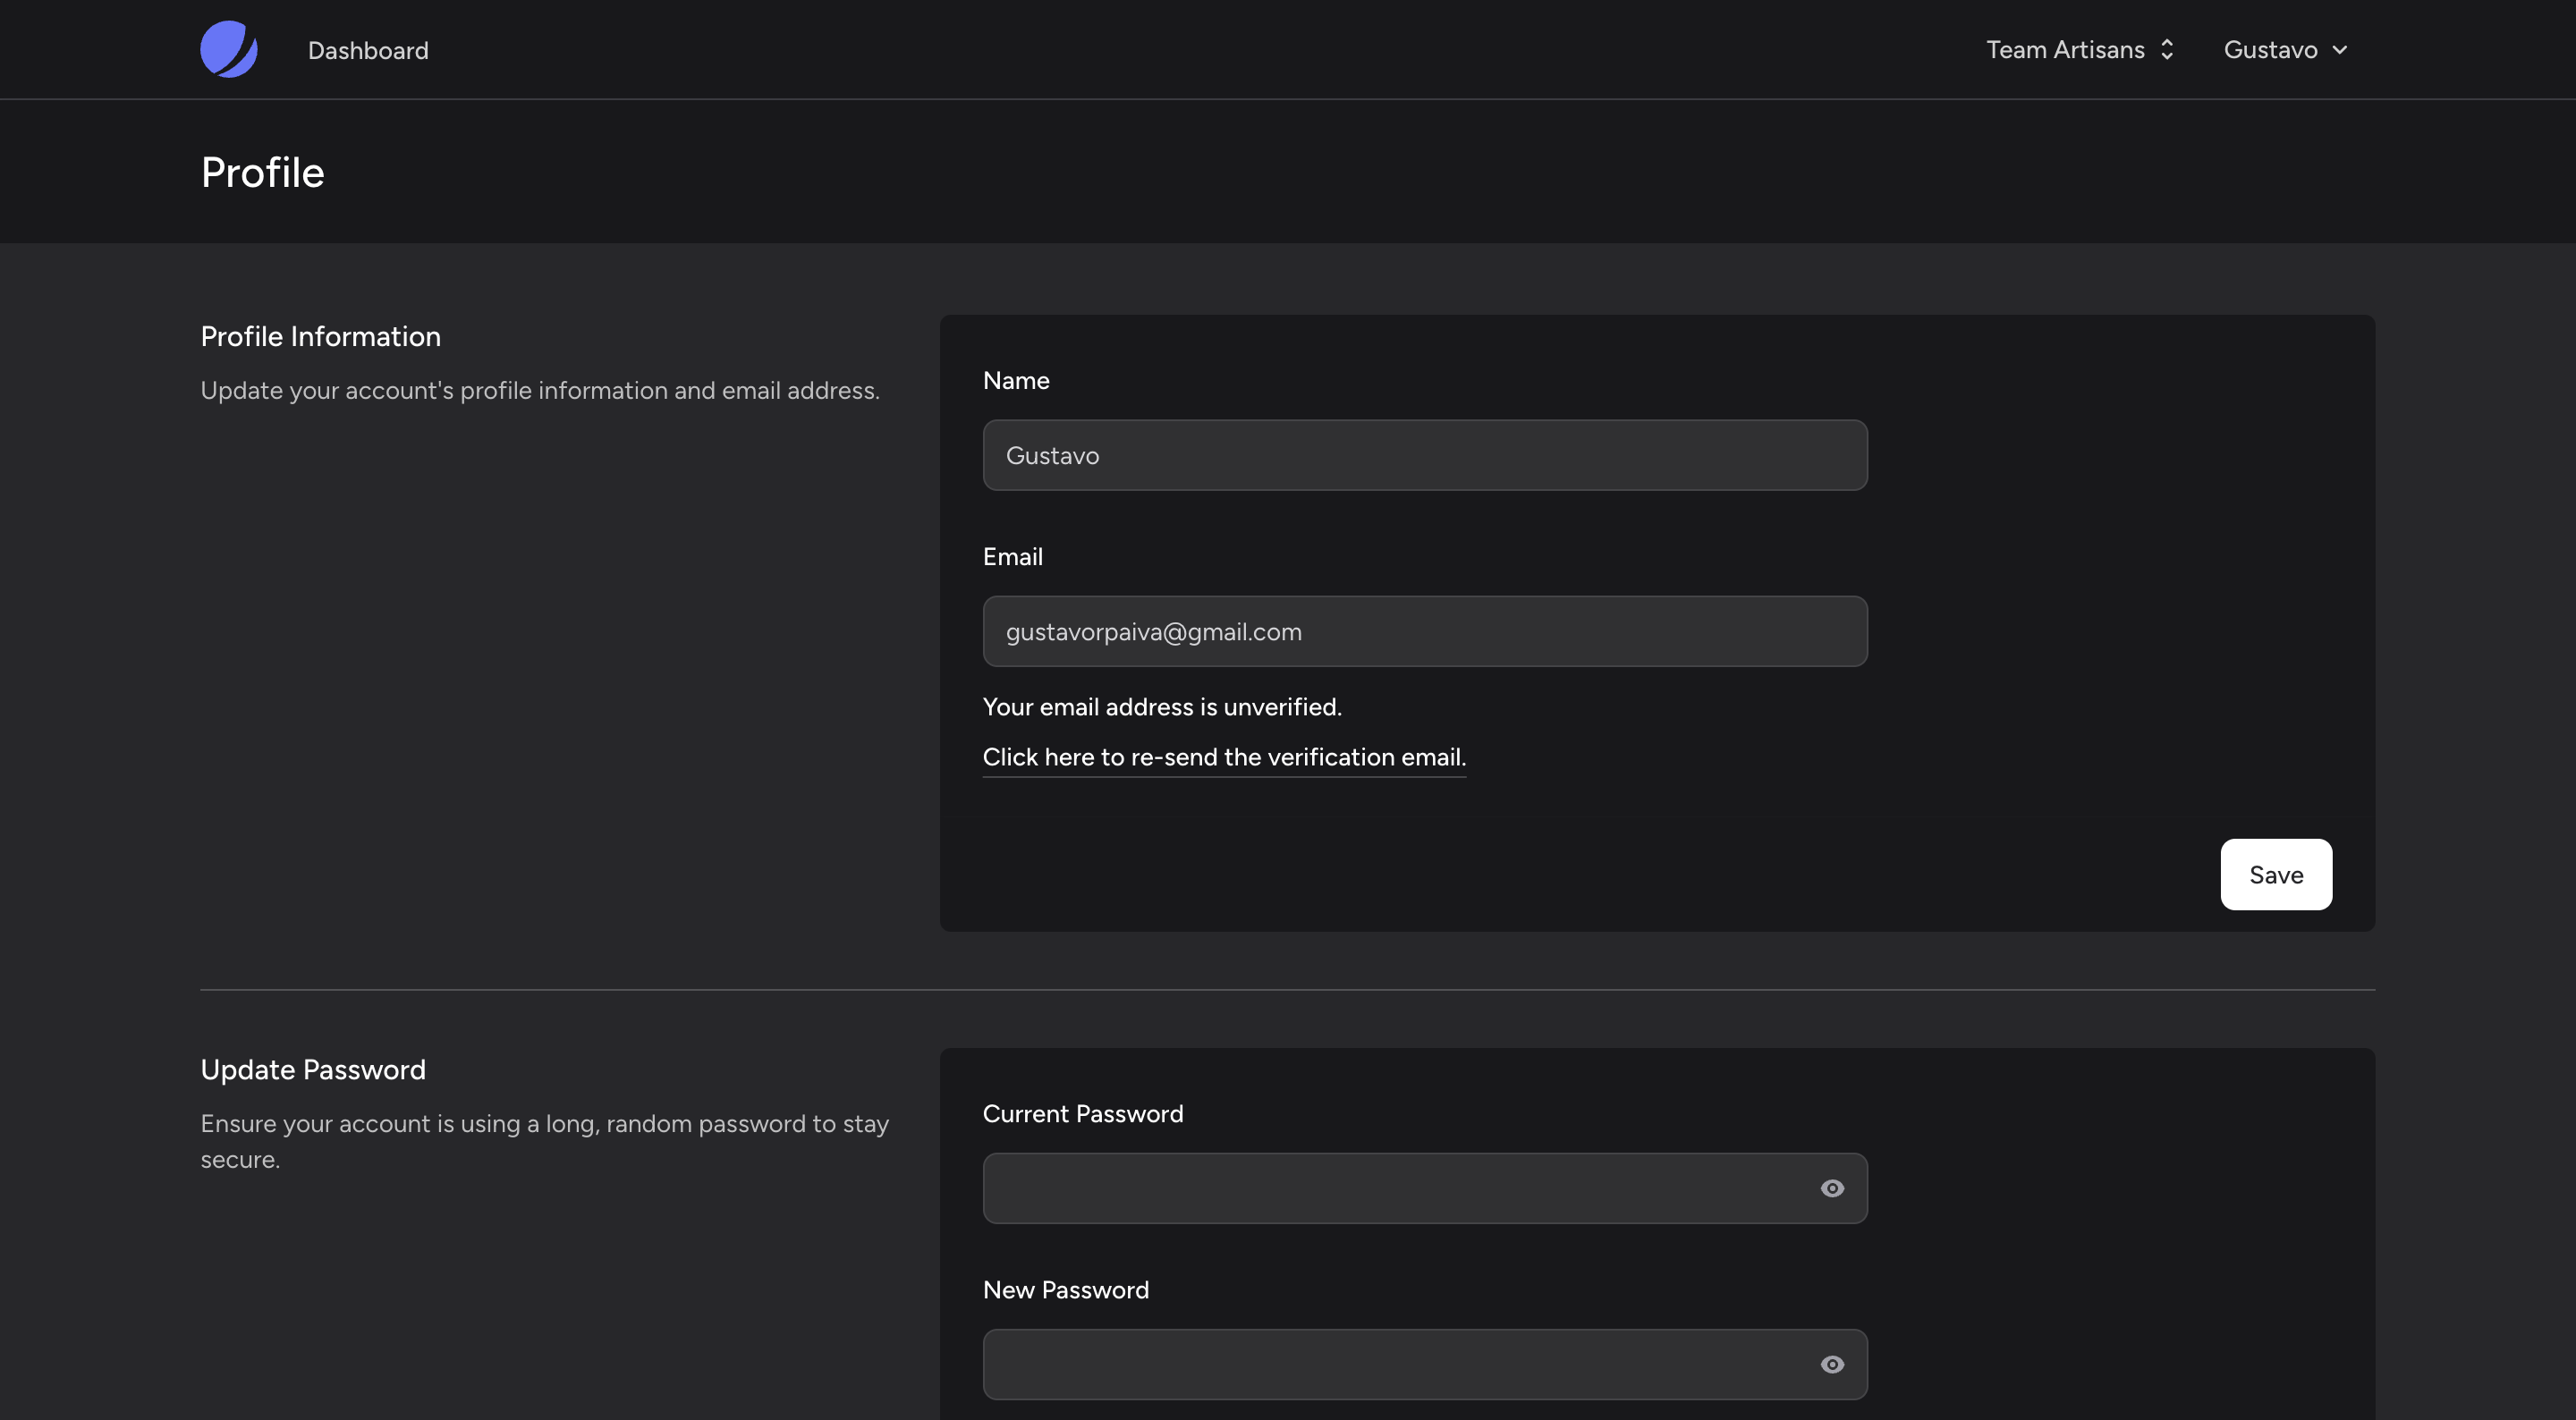 Dashboard
Team Artisans
Gustavo
Profile
Profile Information
Update your account's profile information and email address.
Name
Gustavo
Email
gustavorpaiva@gmail.com
Your email address is unverified.
Click here to re-send the verification email.
Save
Update Password
Ensure your account is using a long, random password to stay
secure.
Current Password
New Password